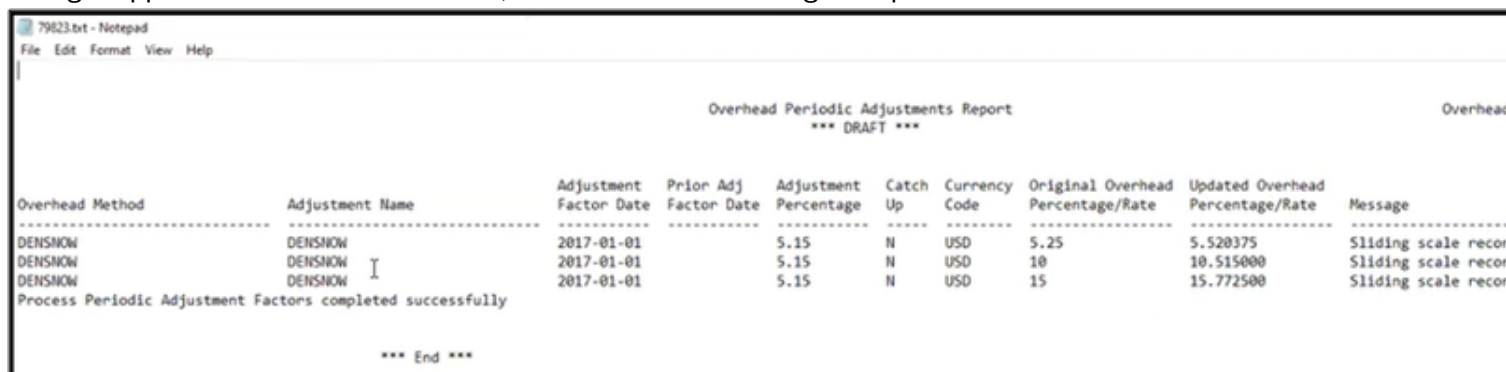 79823.txt - Notepad
File Edit Format View Help
Overhead Periodic Adjustments Report Overhead
*** DRAFT ***
Adjustment Prior Adj Adjustment Catch Currency Original Overhead Updated Overhead
Overhead Method Adjustment Name Factor Date Factor Date Percentage Up Code Percentage/Rate Percentage/Rate Message
DENSNOW DENSNOW 2017-01-01 5.15 N USD 5.25 5.520375 Sliding scale recor
DENSNOW DENSNOW 2017-01-01 5.15 N USD 10 10.515000 Sliding scale recor
DENSNOW DENSNOW 2017-01-01 5.15 N USD 15 15.772500 Sliding scale recor
Process Periodic Adjustment Factors completed successfully
*** End ***